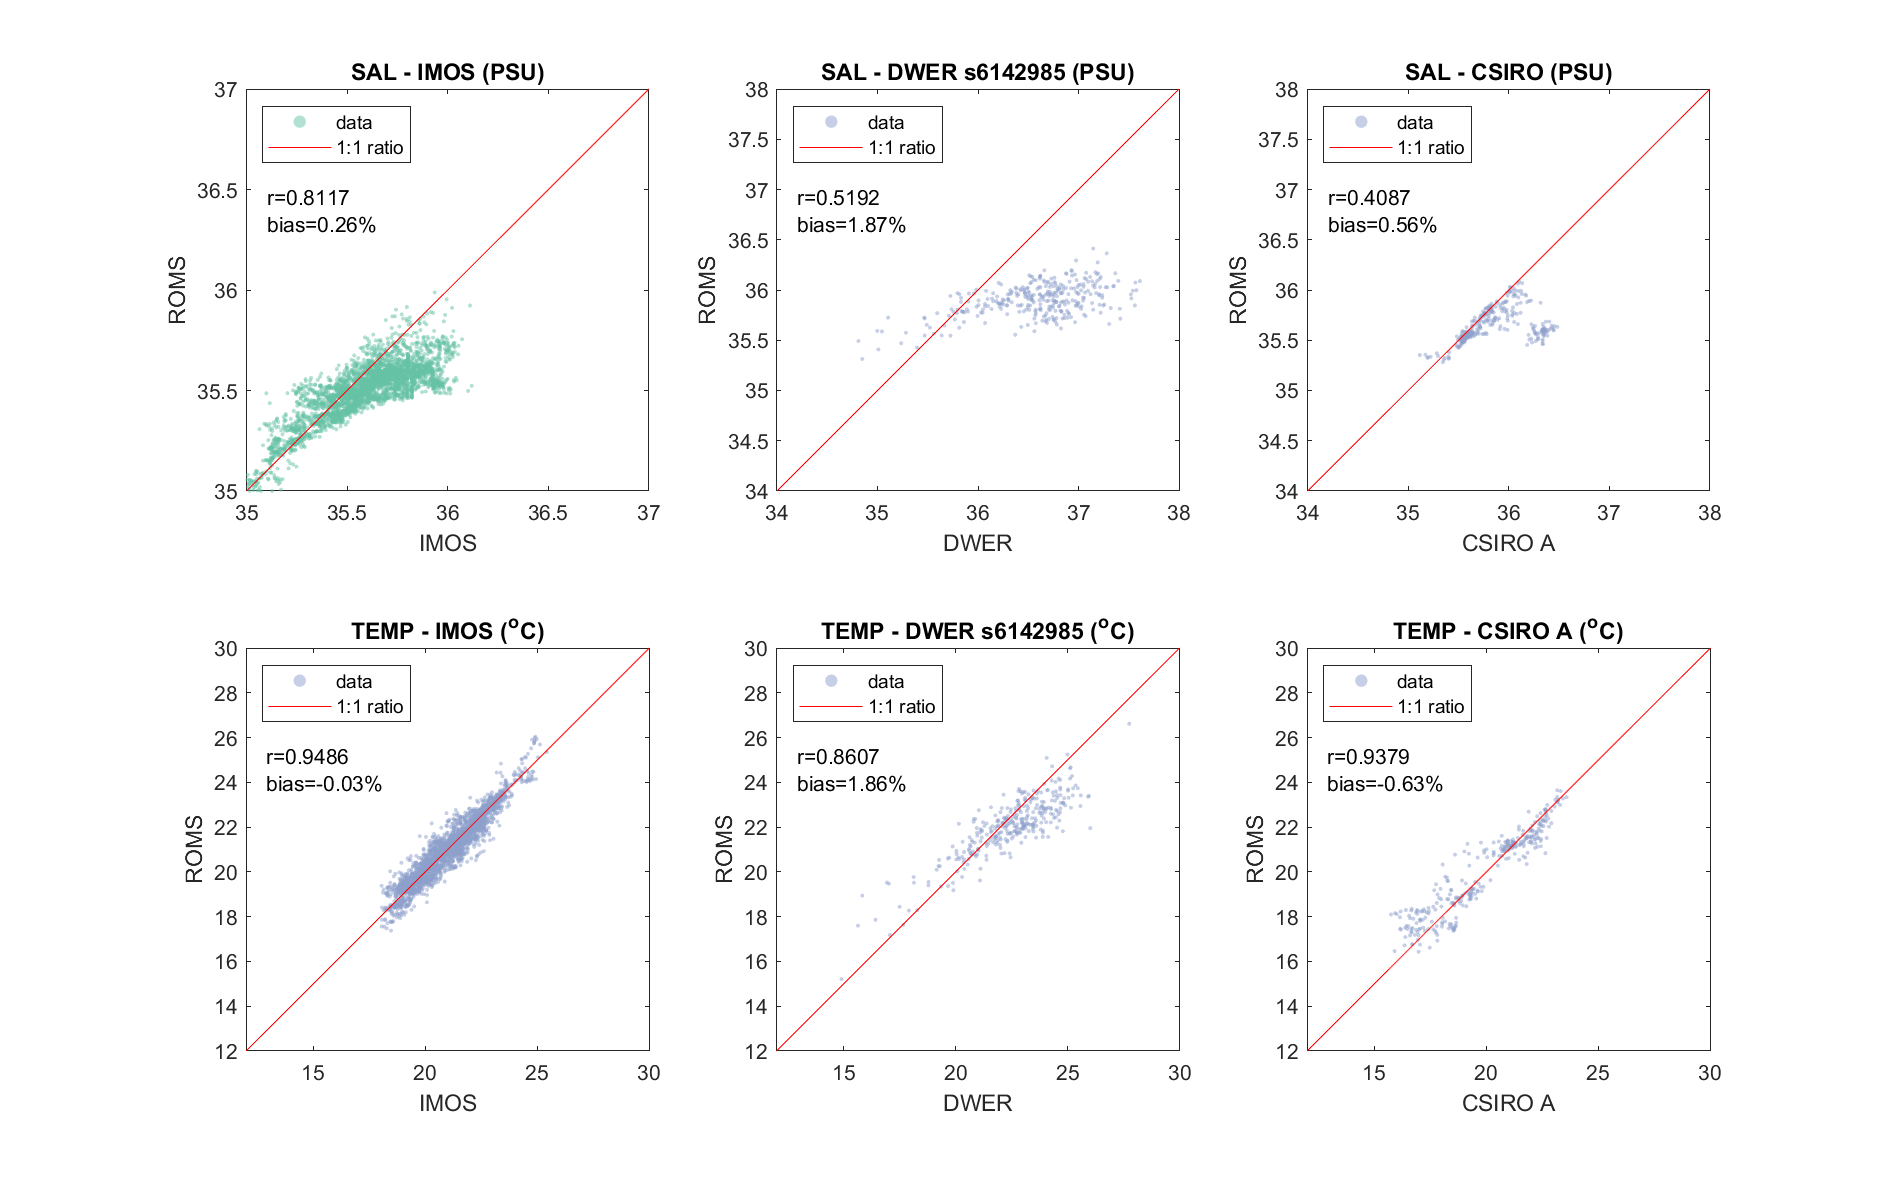 SAL - IMOS (PSU)
37
36.5
36
35.5
35
35 35.5 36 36.5 37
ROMS
IMOS
data
1:1 ratio
r=0.8117
bias=0.26%
SAL - DWER s6142985 (PSU)
38
37.5
37
36.5
36
35.5
35
34.5
34
34 35 36 37 38
ROMS
DWER
data
1:1 ratio
r=0.5192
bias=1.87%
SAL - CSIRO (PSU)
38
37.5
37
36.5
36
35.5
35
34.5
34
34 35 36 37 38
ROMS
CSIRO A
data
1:1 ratio
r=0.4087
bias=0.56%
TEMP - IMOS (°C)
30
28
26
24
22
20
18
16
14
12
15 20 25 30
ROMS
IMOS
data
1:1 ratio
r=0.9486
bias=-0.03%
TEMP - DWER s6142985 (°C)
30
28
26
24
22
20
18
16
14
12
15 20 25 30
ROMS
DWER
data
1:1 ratio
r=0.8607
bias=1.86%
TEMP - CSIRO A (°C)
30
28
26
24
22
20
18
16
14
12
15 20 25 30
ROMS
CSIRO A
data
1:1 ratio
r=0.9379
bias=-0.63%